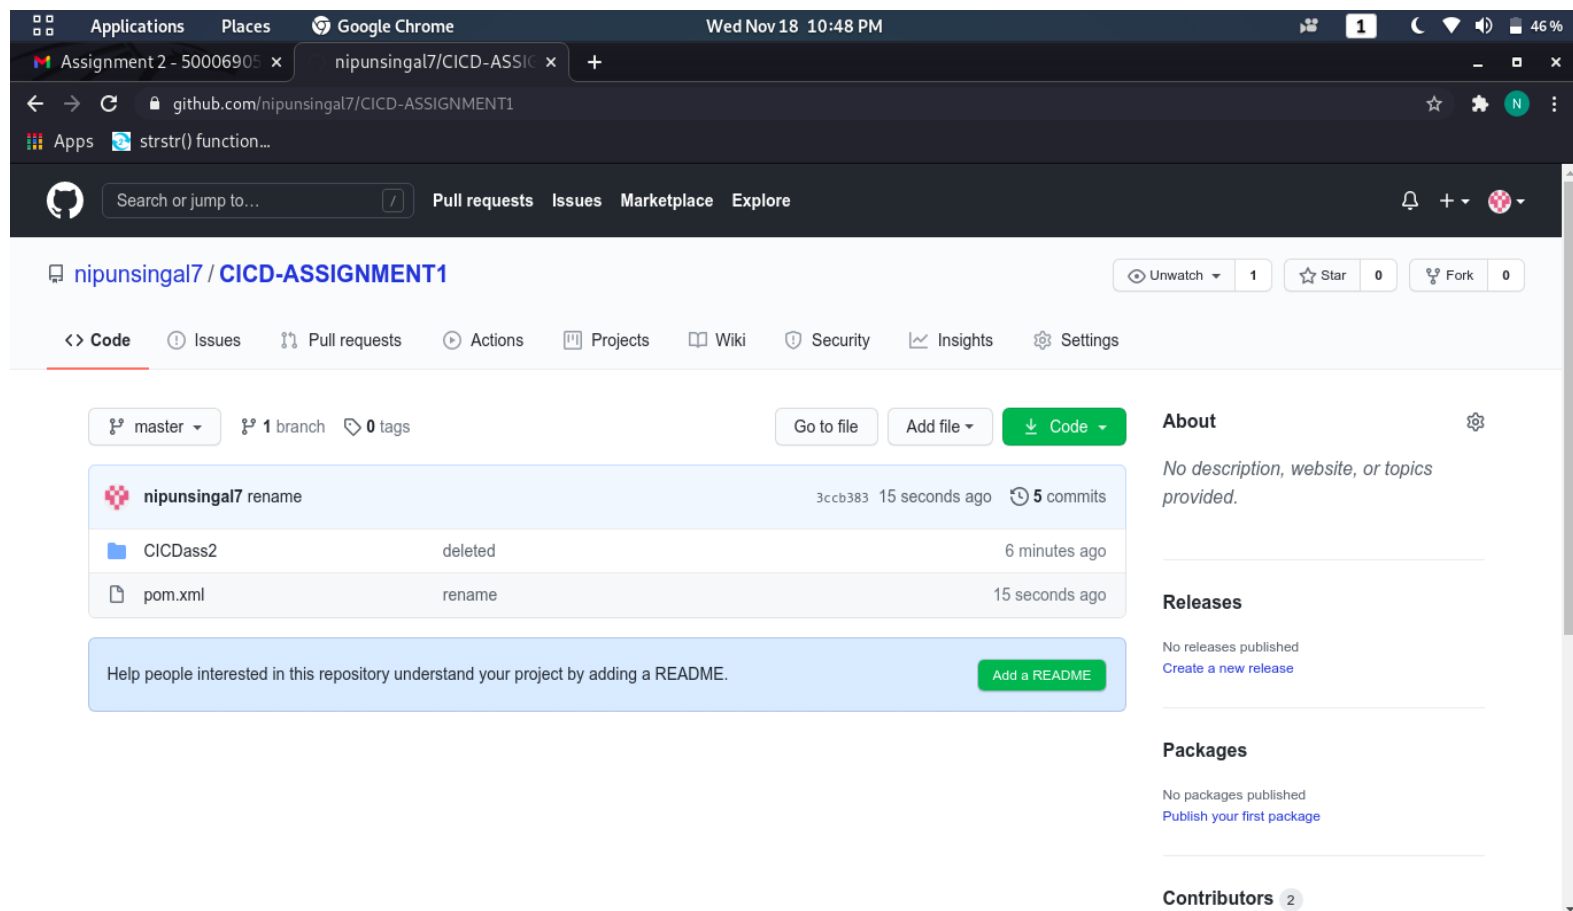 Applications Places Google Chrome Wed Nov 18 10:48 PM 1 46 %
Assignment 2 - 50006905 × nipunsingal7/CICD-ASSIG × +
github.com/nipunsingal7/CICD-ASSIGNMENT1 N
Apps strstr() function...
Search or jump to... / Pull requests Issues Marketplace Explore
nipunsingal7 / CICD-ASSIGNMENT1 Unwatch 1 Star 0 Fork 0
<> Code Issues Pull requests Actions Projects Wiki Security Insights Settings
master 1 branch 0 tags Go to file Add file Code
About
No description, website, or topics
provided.
nipunsingal7 rename 3ccb383 15 seconds ago 5 commits
CICDass2 deleted 6 minutes ago
pom.xml rename 15 seconds ago
Help people interested in this repository understand your project by adding a README. Add a README
Releases
No releases published
Create a new release
Packages
No packages published
Publish your first package
Contributors 2